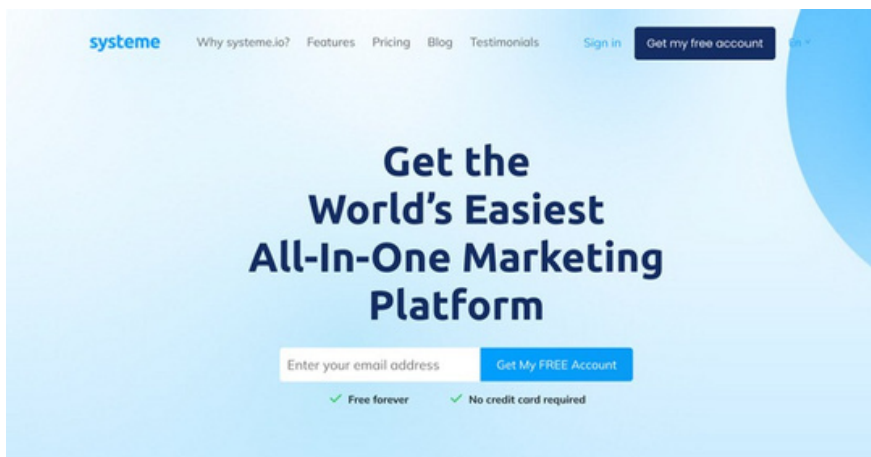 systeme Why systeme.io? Features Pricing Blog Testimonials Sign in Get my free account En
Get the
World's Easiest
All-In-One Marketing
Platform
Enter your email address Get My FREE Account
Free forever No credit card required